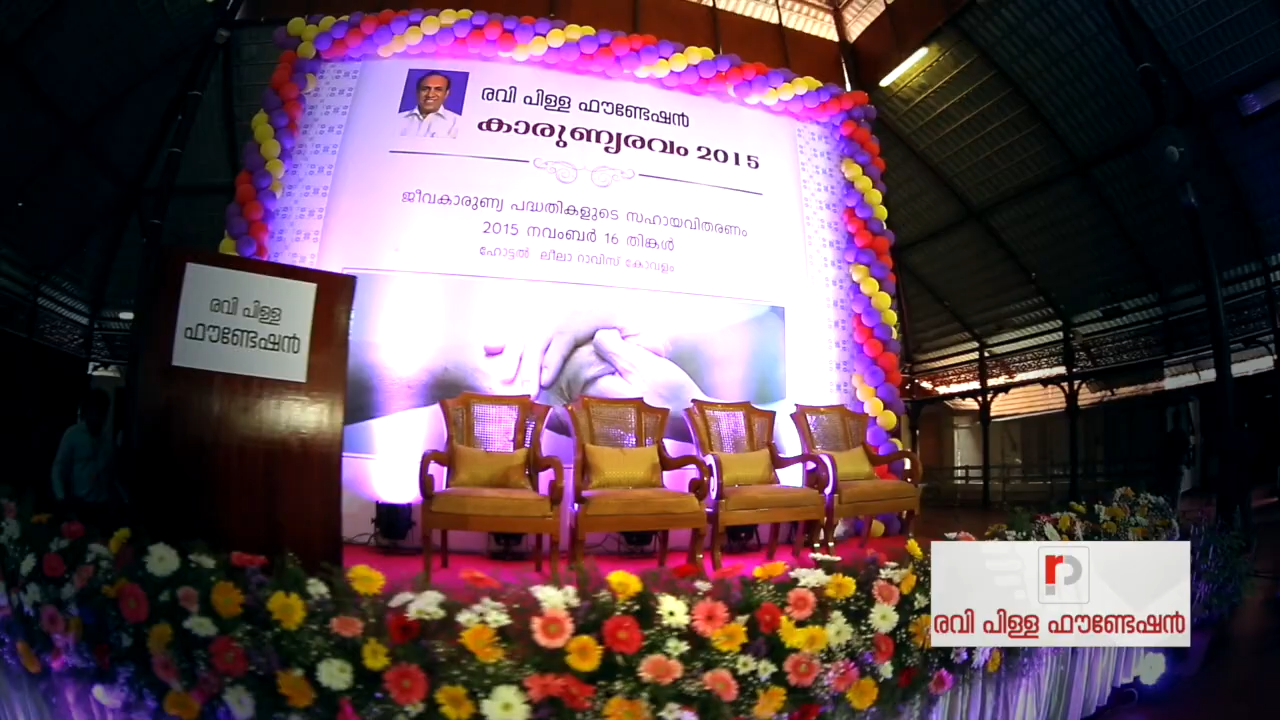 രവി പിള്ള ഫൗണ്ടേഷൻ
കാരുണ്യരവം 2015
ജീവകാരുണ്യ പദ്ധതികളുടെ സഹായവിതരണം
2015 നവംബർ 16 തിങ്കൾ
ഹോട്ടൽ ലീലാ റാവിസ് കോവളം
രവി പിള്ള
ഫൗണ്ടേഷൻ
rp
രവി പിള്ള ഫൗണ്ടേഷൻ